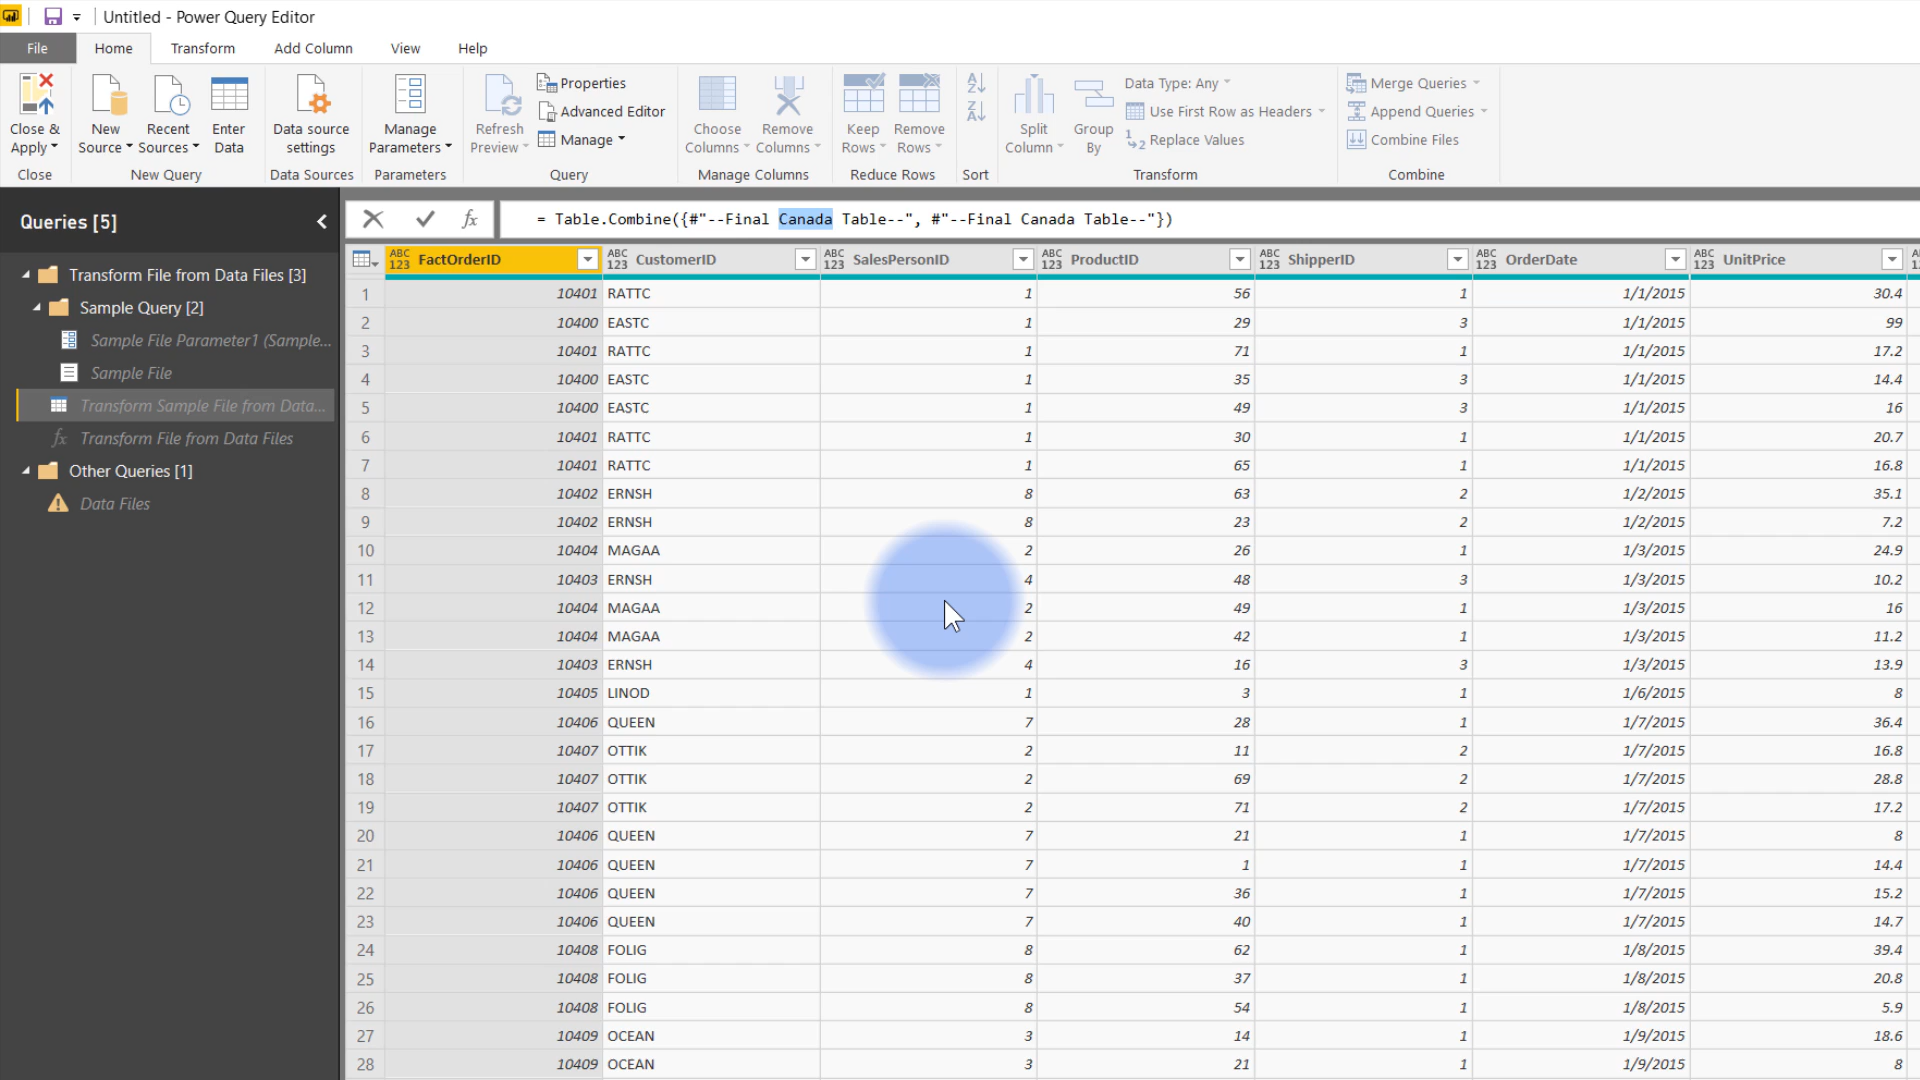 Untitled - Power Query Editor
File Home Transform Add Column View Help
Close & Apply
New Source
Recent Sources
Enter Data
Data source settings
Manage Parameters
Refresh Preview
Properties
Advanced Editor
Manage
Choose Columns
Remove Columns
Keep Rows
Remove Rows
Split Column
Group By
Data Type: Any
Use First Row as Headers
Replace Values
Merge Queries
Append Queries
Combine Files
Close New Query Data Sources Parameters Query Manage Columns Reduce Rows Sort Transform Combine
Queries [5]
= Table.Combine({#"--Final Canada Table--", #"--Final Canada Table--"})
Transform File from Data Files [3]
Sample Query [2]
Sample File Parameter1 (Sample...
Sample File
Transform Sample File from Data...
Transform File from Data Files
Other Queries [1]
Data Files
ABC 123 FactOrderID ABC 123 CustomerID ABC 123 SalesPersonID ABC 123 ProductID ABC 123 ShipperID ABC 123 OrderDate ABC 123 UnitPrice
1 10401 RATTC 1 56 1 1/1/2015 30.4
2 10400 EASTC 1 29 3 1/1/2015 99
3 10401 RATTC 1 71 1 1/1/2015 17.2
4 10400 EASTC 1 35 3 1/1/2015 14.4
5 10400 EASTC 1 49 3 1/1/2015 16
6 10401 RATTC 1 30 1 1/1/2015 20.7
7 10401 RATTC 1 65 1 1/1/2015 16.8
8 10402 ERNSH 8 63 2 1/2/2015 35.1
9 10402 ERNSH 8 23 2 1/2/2015 7.2
10 10404 MAGAA 2 26 1 1/3/2015 24.9
11 10403 ERNSH 4 48 3 1/3/2015 10.2
12 10404 MAGAA 2 49 1 1/3/2015 16
13 10404 MAGAA 2 42 1 1/3/2015 11.2
14 10403 ERNSH 4 16 3 1/3/2015 13.9
15 10405 LINOD 1 3 1 1/6/2015 8
16 10406 QUEEN 7 28 1 1/7/2015 36.4
17 10407 OTTIK 2 11 2 1/7/2015 16.8
18 10407 OTTIK 2 69 2 1/7/2015 28.8
19 10407 OTTIK 2 71 2 1/7/2015 17.2
20 10406 QUEEN 7 21 1 1/7/2015 8
21 10406 QUEEN 7 1 1 1/7/2015 14.4
22 10406 QUEEN 7 36 1 1/7/2015 15.2
23 10406 QUEEN 7 40 1 1/7/2015 14.7
24 10408 FOLIG 8 62 1 1/8/2015 39.4
25 10408 FOLIG 8 37 1 1/8/2015 20.8
26 10408 FOLIG 8 54 1 1/8/2015 5.9
27 10409 OCEAN 3 14 1 1/9/2015 18.6
28 10409 OCEAN 3 21 1 1/9/2015 8